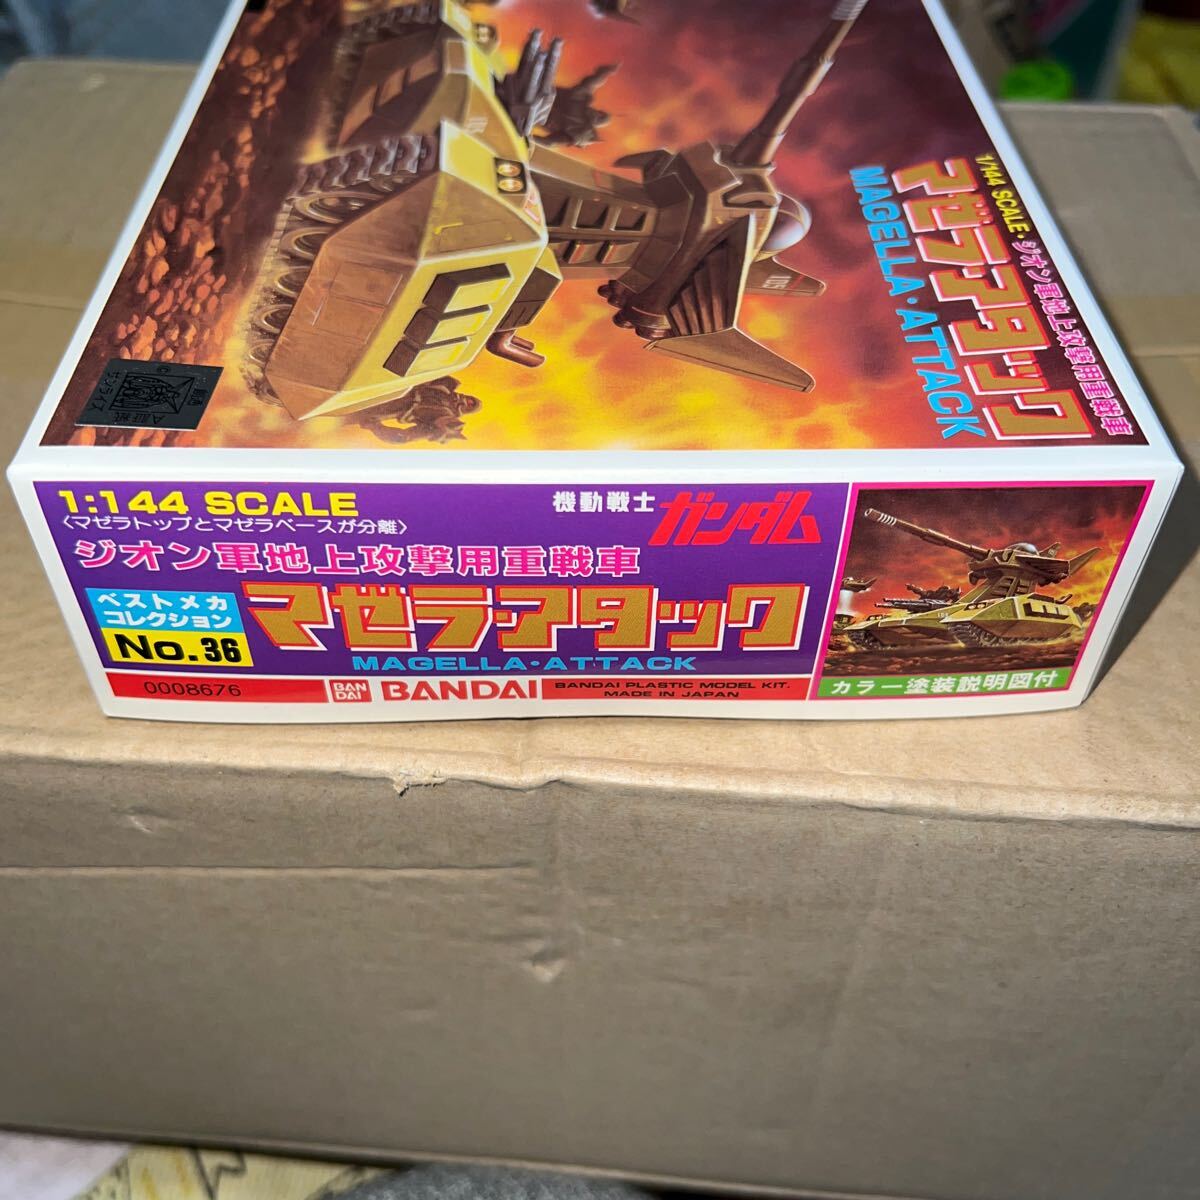 1/144 SCALE・ジオン軍地上攻撃用重戦車
マゼラ・アタック
MAGELLA・ATTACK
1:144 SCALE
〈マゼラトップとマゼラベースが分離〉
機動戦士 ガンダム
ジオン軍地上攻撃用重戦車
ベストメカ
コレクション
No.36
マゼラ・アタック
MAGELLA・ATTACK
0008676
BAN
DAI
BANDAI
BANDAI PLASTIC MODEL KIT.
MADE IN JAPAN
カラー塗装説明図付